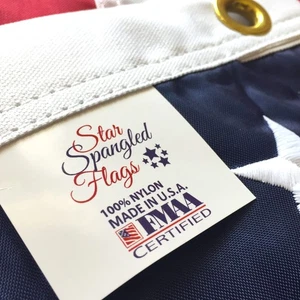 Star
Spangled
Flags
100% NYLON
MADE IN U.S.A.
FMAA
CERTIFIED